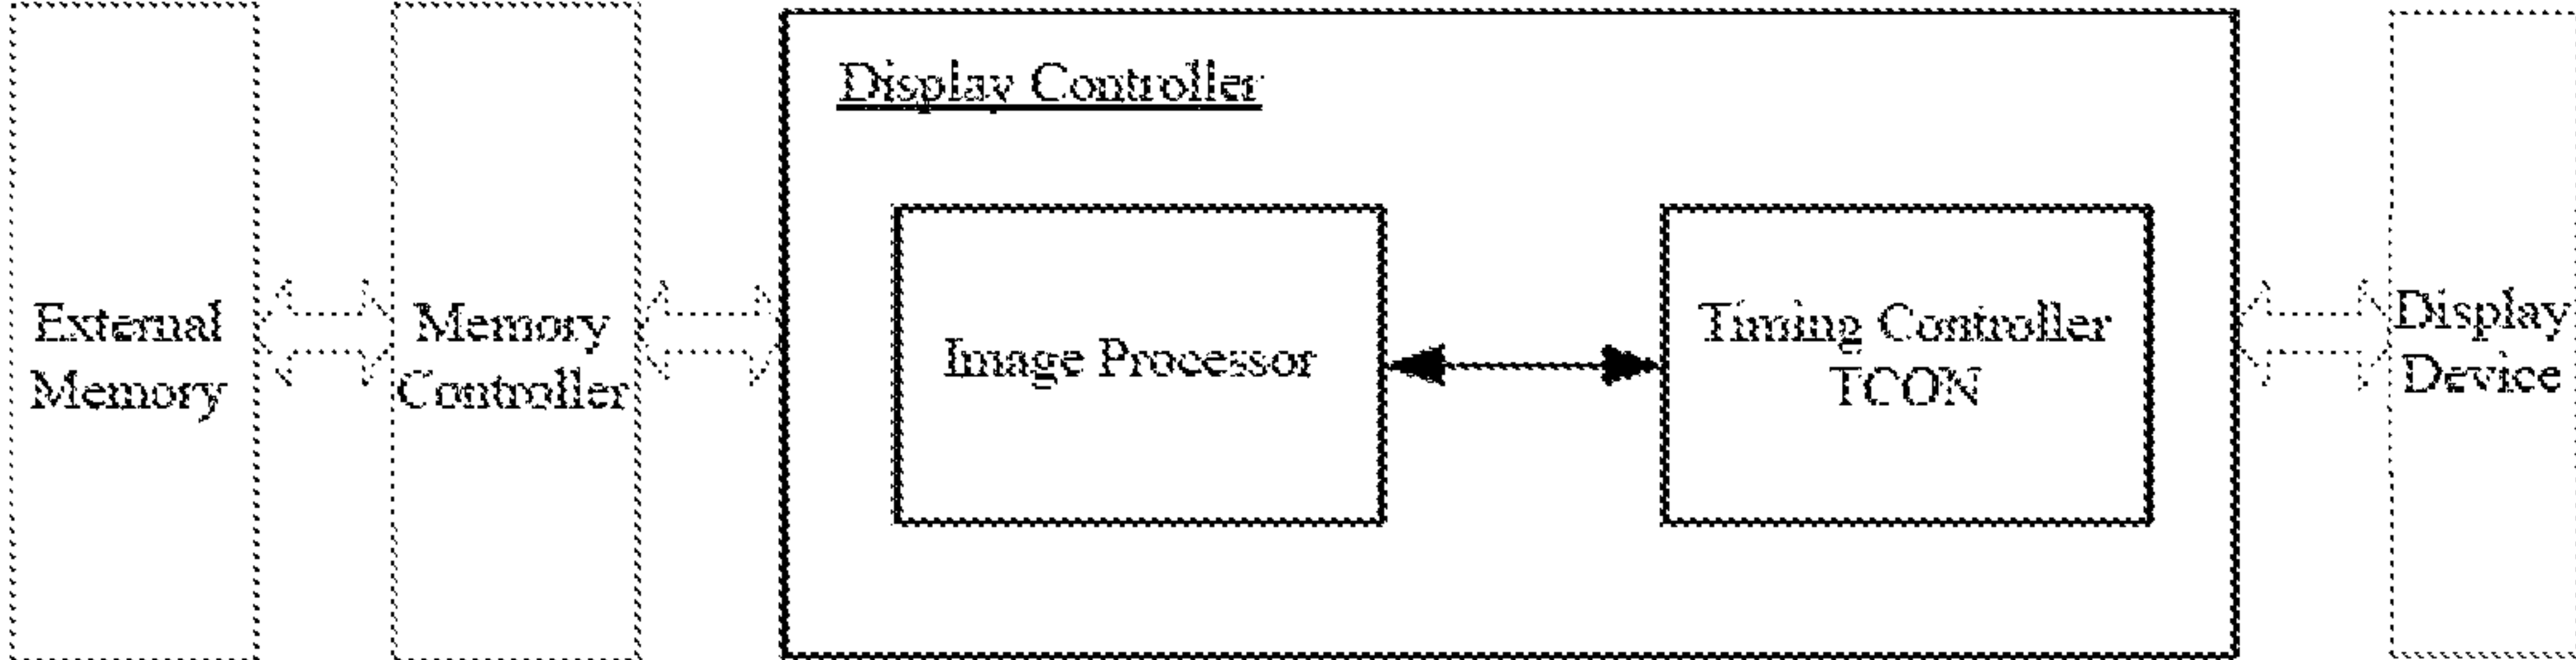 Display Controller
External
Memory
Memory
Controller
Image Processor
Timing Controller
TCON
Display
Device